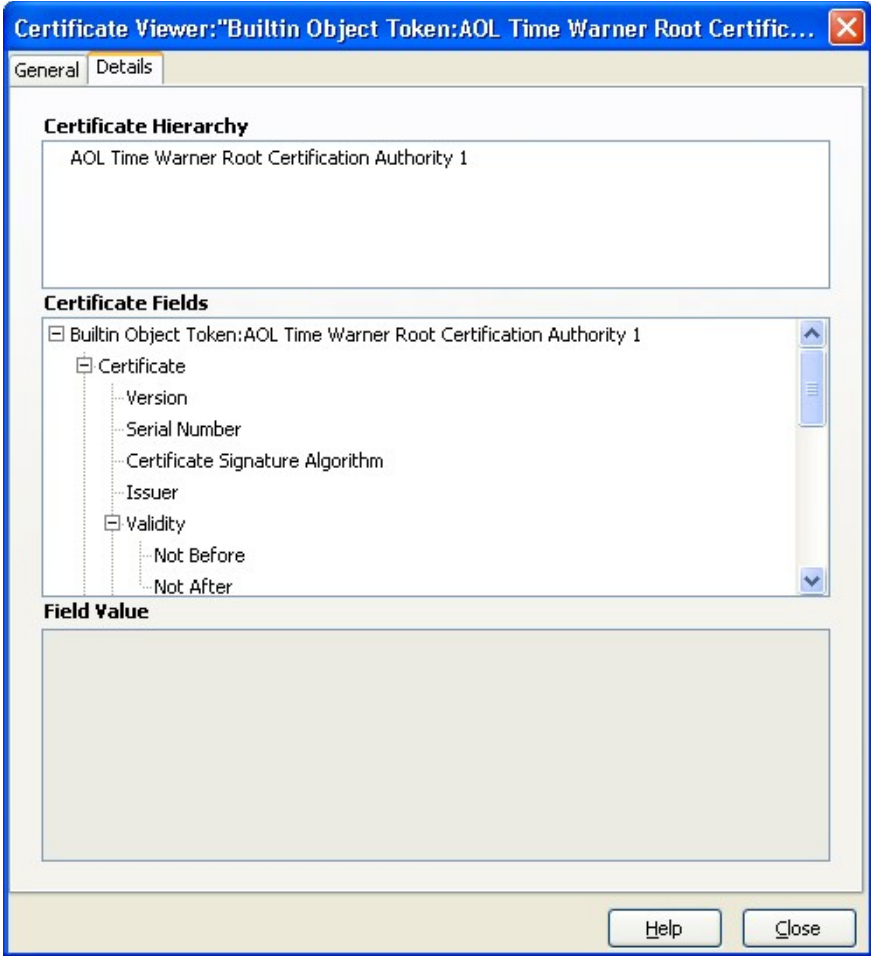 Certificate Viewer:"Builtin Object Token:AOL Time Warner Root Certific...
General Details
Certificate Hierarchy
AOL Time Warner Root Certification Authority 1
Certificate Fields
Builtin Object Token:AOL Time Warner Root Certification Authority 1
Certificate
Version
Serial Number
Certificate Signature Algorithm
Issuer
Validity
Not Before
Not After
Field Value
Help Close